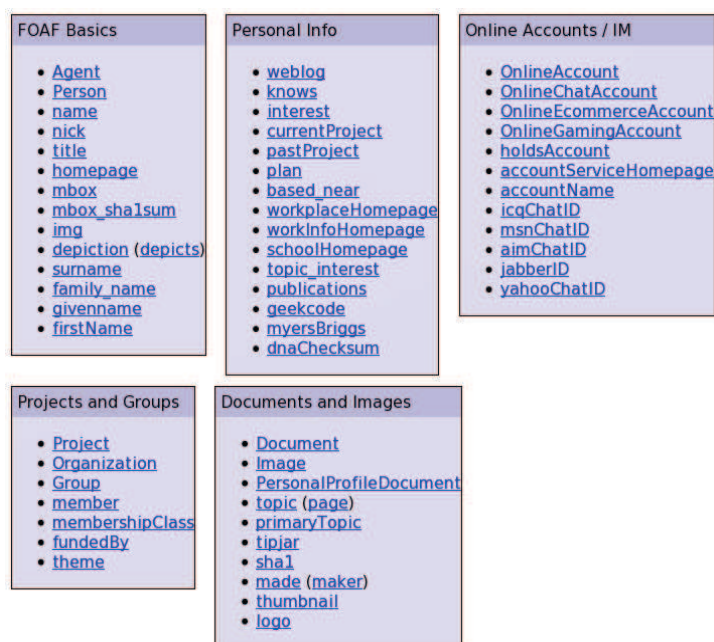 FOAF Basics
• Agent
• Person
• name
• nick
• title
• homepage
• mbox
• mbox_sha1sum
• img
• depiction (depicts)
• surname
• family_name
• givenname
• firstName
Personal Info
• weblog
• knows
• interest
• currentProject
• pastProject
• plan
• based_near
• workplaceHomepage
• workInfoHomepage
• schoolHomepage
• topic_interest
• publications
• geekcode
• myersBriggs
• dnaChecksum
Online Accounts / IM
• OnlineAccount
• OnlineChatAccount
• OnlineEcommerceAccount
• OnlineGamingAccount
• holdsAccount
• accountServiceHomepage
• accountName
• icqChatID
• msnChatID
• aimChatID
• jabberID
• yahooChatID
Projects and Groups
• Project
• Organization
• Group
• member
• membershipClass
• fundedBy
• theme
Documents and Images
• Document
• Image
• PersonalProfileDocument
• topic (page)
• primaryTopic
• tipjar
• sha1
• made (maker)
• thumbnail
• logo